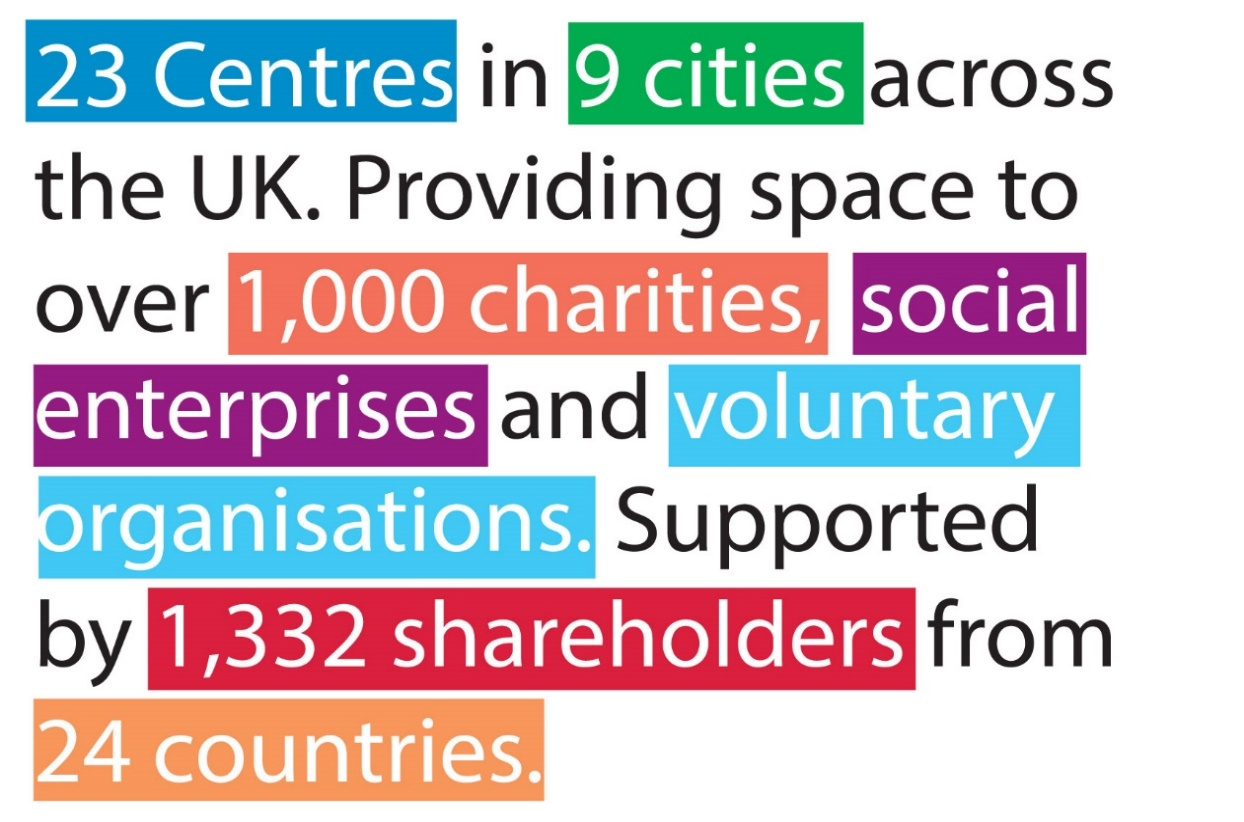 23 Centres in 9 cities across
the UK. Providing space to
over 1,000 charities, social
enterprises and voluntary
organisations. Supported
by 1,332 shareholders from
24 countries.